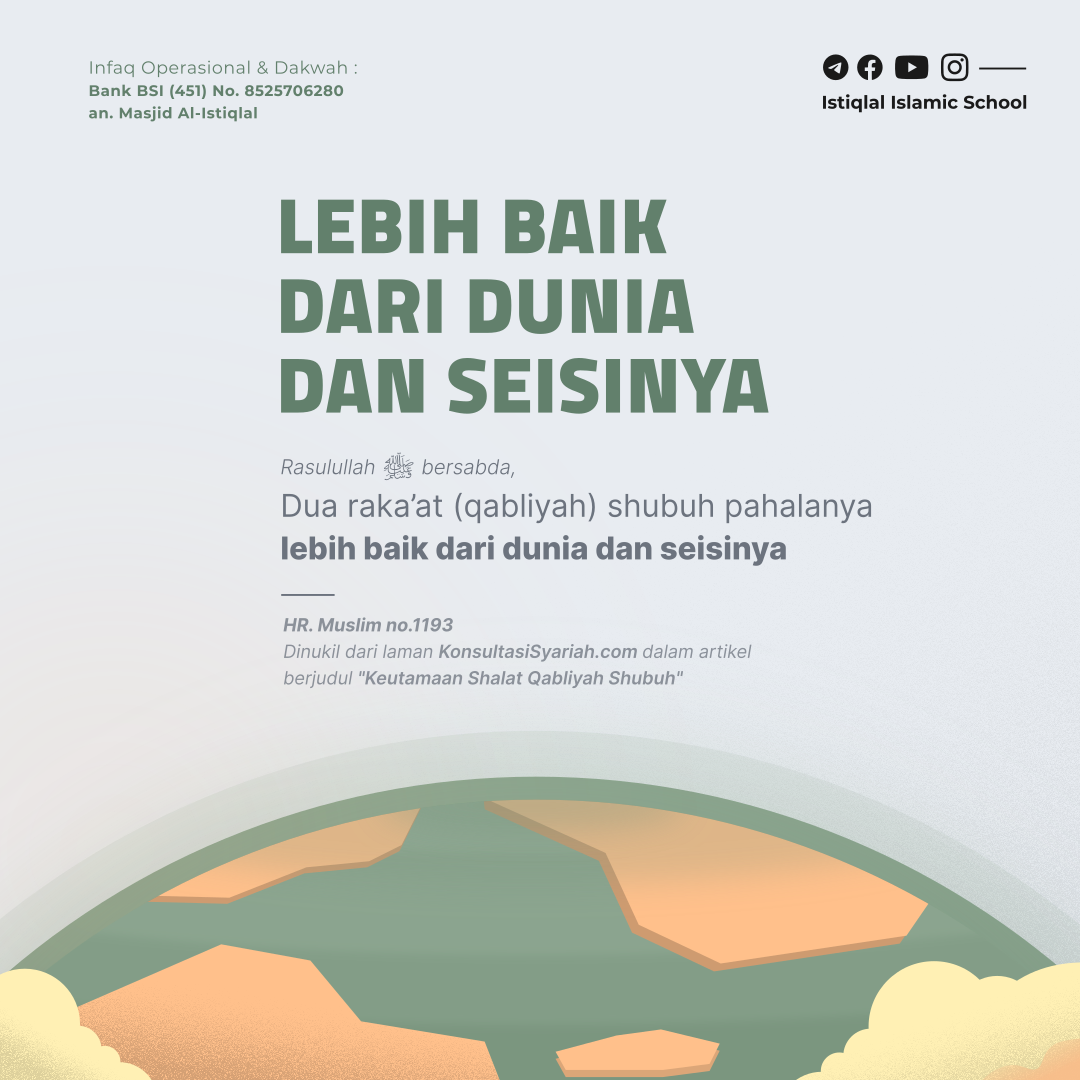 Infaq Operasional & Dakwah :
Bank BSI (451) No. 8525706280
an. Masjid Al-Istiqlal
Istiqlal Islamic School
LEBIH BAIK
DARI DUNIA
DAN SEISINYA
Rasulullah ﷺ bersabda,
Dua raka’at (qabliyah) shubuh pahalanya
lebih baik dari dunia dan seisinya
HR. Muslim no.1193
Dinukil dari laman KonsultasiSyariah.com dalam artikel
berjudul "Keutamaan Shalat Qabliyah Shubuh"